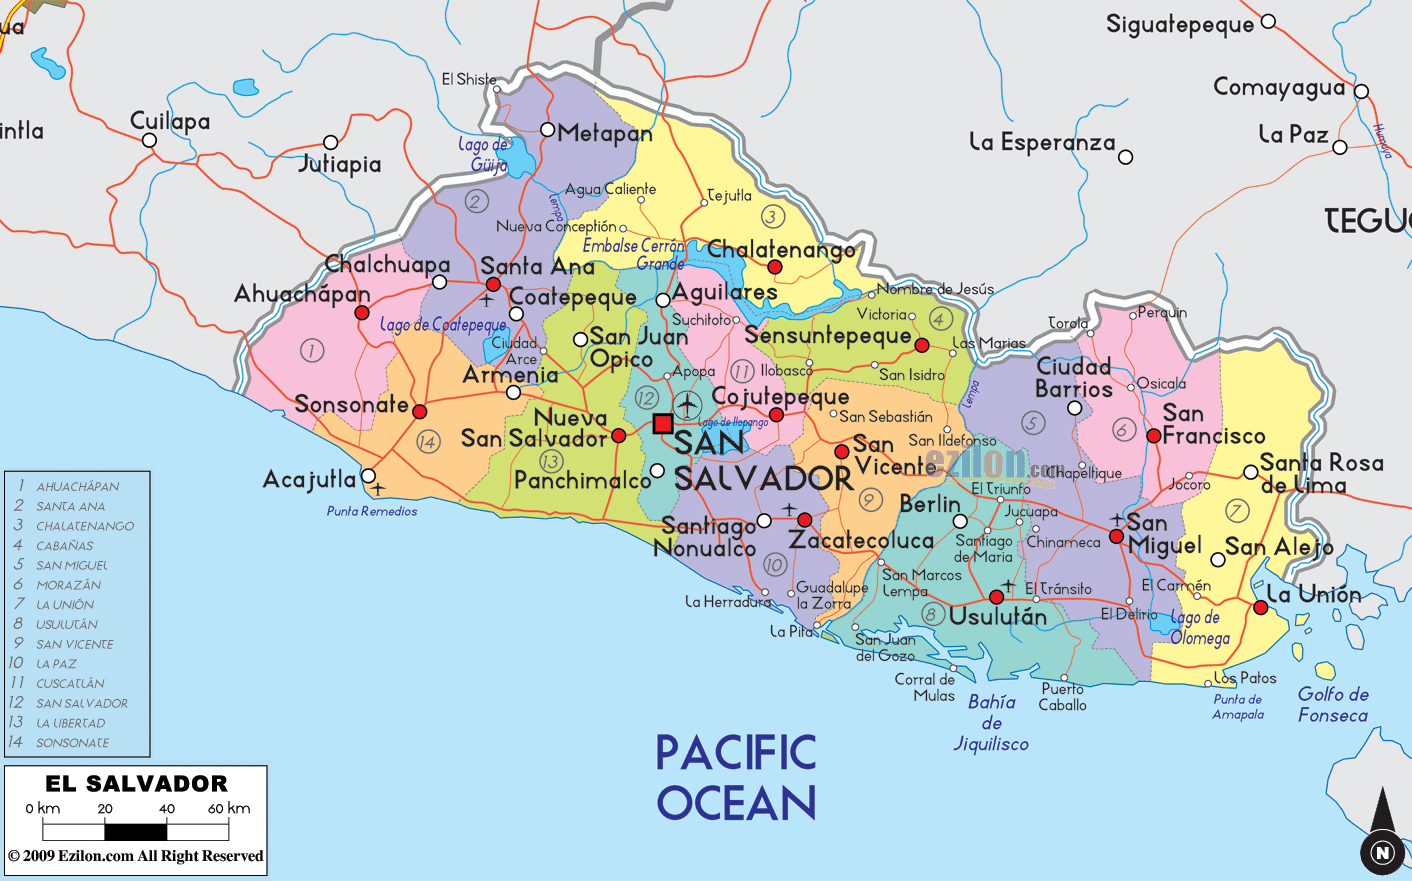 Siguatepeque
ua
El Shiste
Comayagua
Cuilapa
intla
Metapan
La Paz
Humuya
La Esperanza
Lago de
Güija
Jutiapia
Agua Caliente
Tejutla
2
Lempa
3
TEGUC
Nueva Conceptión
Embalse Cerrón
Grande
Chalatenango
Chalchuapa
Santa Ana
Ahuachápan
Coatepeque
Aguilares
Nombre de Jesús
Suchitoto
Victoria
4
Perquin
Torola
Lago de Coatepeque
San Juan
Opico
Sensuntepeque
Las Marias
Ciudad
Arce
1
Armenia
Apopa
11
Ilobasco
San Isidro
Ciudad
Barrios
Osicala
Lempa
Sonsonate
12
Cojutepeque
Nueva
San Salvador
San Sebastián
San
Francisco
5
6
Lago de Ilopango
14
SAN
SALVADOR
San Ildefonso
San
Vicente
ezilon.com
13
Acajutla
Panchimalco
Chapeltique
Santa Rosa
de Lima
Jocoro
El Triunfo
9
Berlin
7
Punta Remedios
Jucuapa
Santiago
Nonualco
Zacatecoluca
Santiago
de Maria
Chinameca
San
Miguel
San Alejo
10
San Marcos
Lempa
Guadalupe
la Zorra
El Tránsito
El Carmén
La Unión
La Herradura
8
Usulután
El Delirio
Lago de
Olomega
La Pita
San Juan
del Gozo
Corral de
Mulas
Puerto
Caballo
Los Patos
Punta de
Amapala
Golfo de
Fonseca
Bahía
de
Jiquilisco
PACIFIC
OCEAN
1 AHUACHÁPAN
2 SANTA ANA
3 CHALATENANGO
4 CABAÑAS
5 SAN MIGUEL
6 MORAZÁN
7 LA UNIÓN
8 USULUTÁN
9 SAN VICENTE
10 LA PAZ
11 CUSCATLÁN
12 SAN SALVADOR
13 LA LIBERTAD
14 SONSONATE
EL SALVADOR
0 km 20 40 60 km
© 2009 Ezilon.com All Right Reserved
N